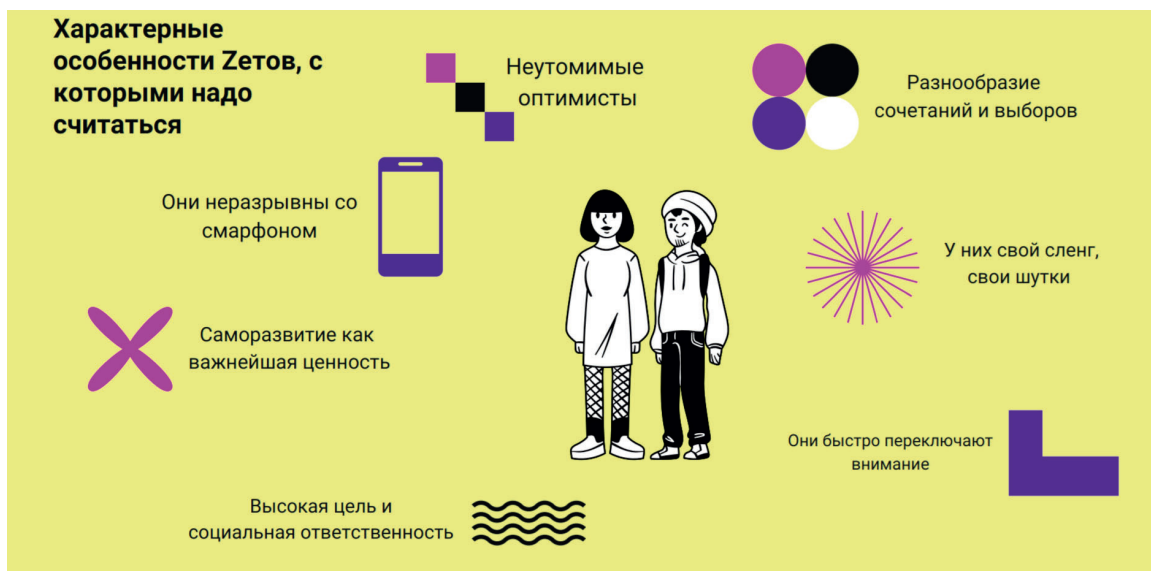 Характерные
особенности Zетов, с
которыми надо
считаться
Неутомимые
оптимисты
Разнообразие
сочетаний и выборов
Они неразрывны со
смарфоном
У них свой сленг,
свои шутки
Саморазвитие как
важнейшая ценность
Они быстро переключают
внимание
Высокая цель и
социальная ответственность